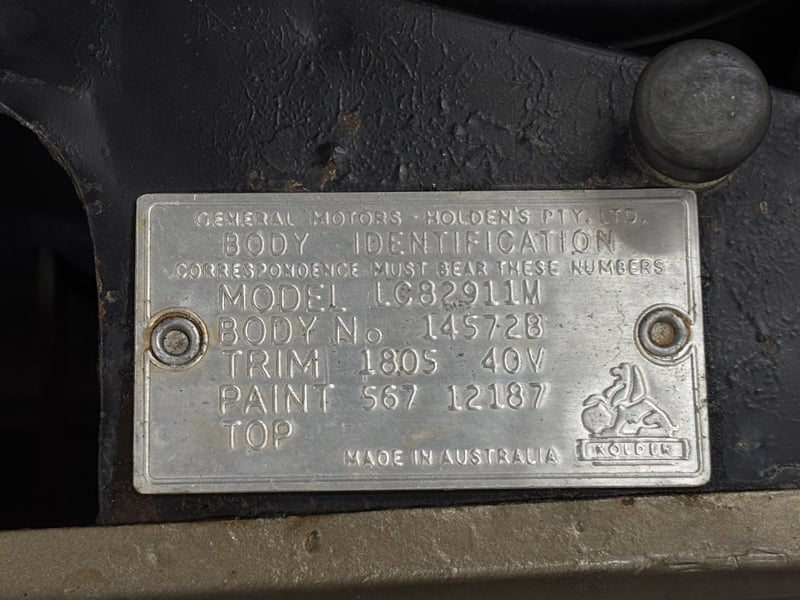 GENERAL MOTORS - HOLDEN'S PTY. LTD.
BODY IDENTIFICATION
CORRESPONDENCE MUST BEAR THESE NUMBERS
MODEL LC82911M
BODY No 14572B
TRIM 1805 40V
PAINT 567 12187
TOP
MADE IN AUSTRALIA
HOLDEN